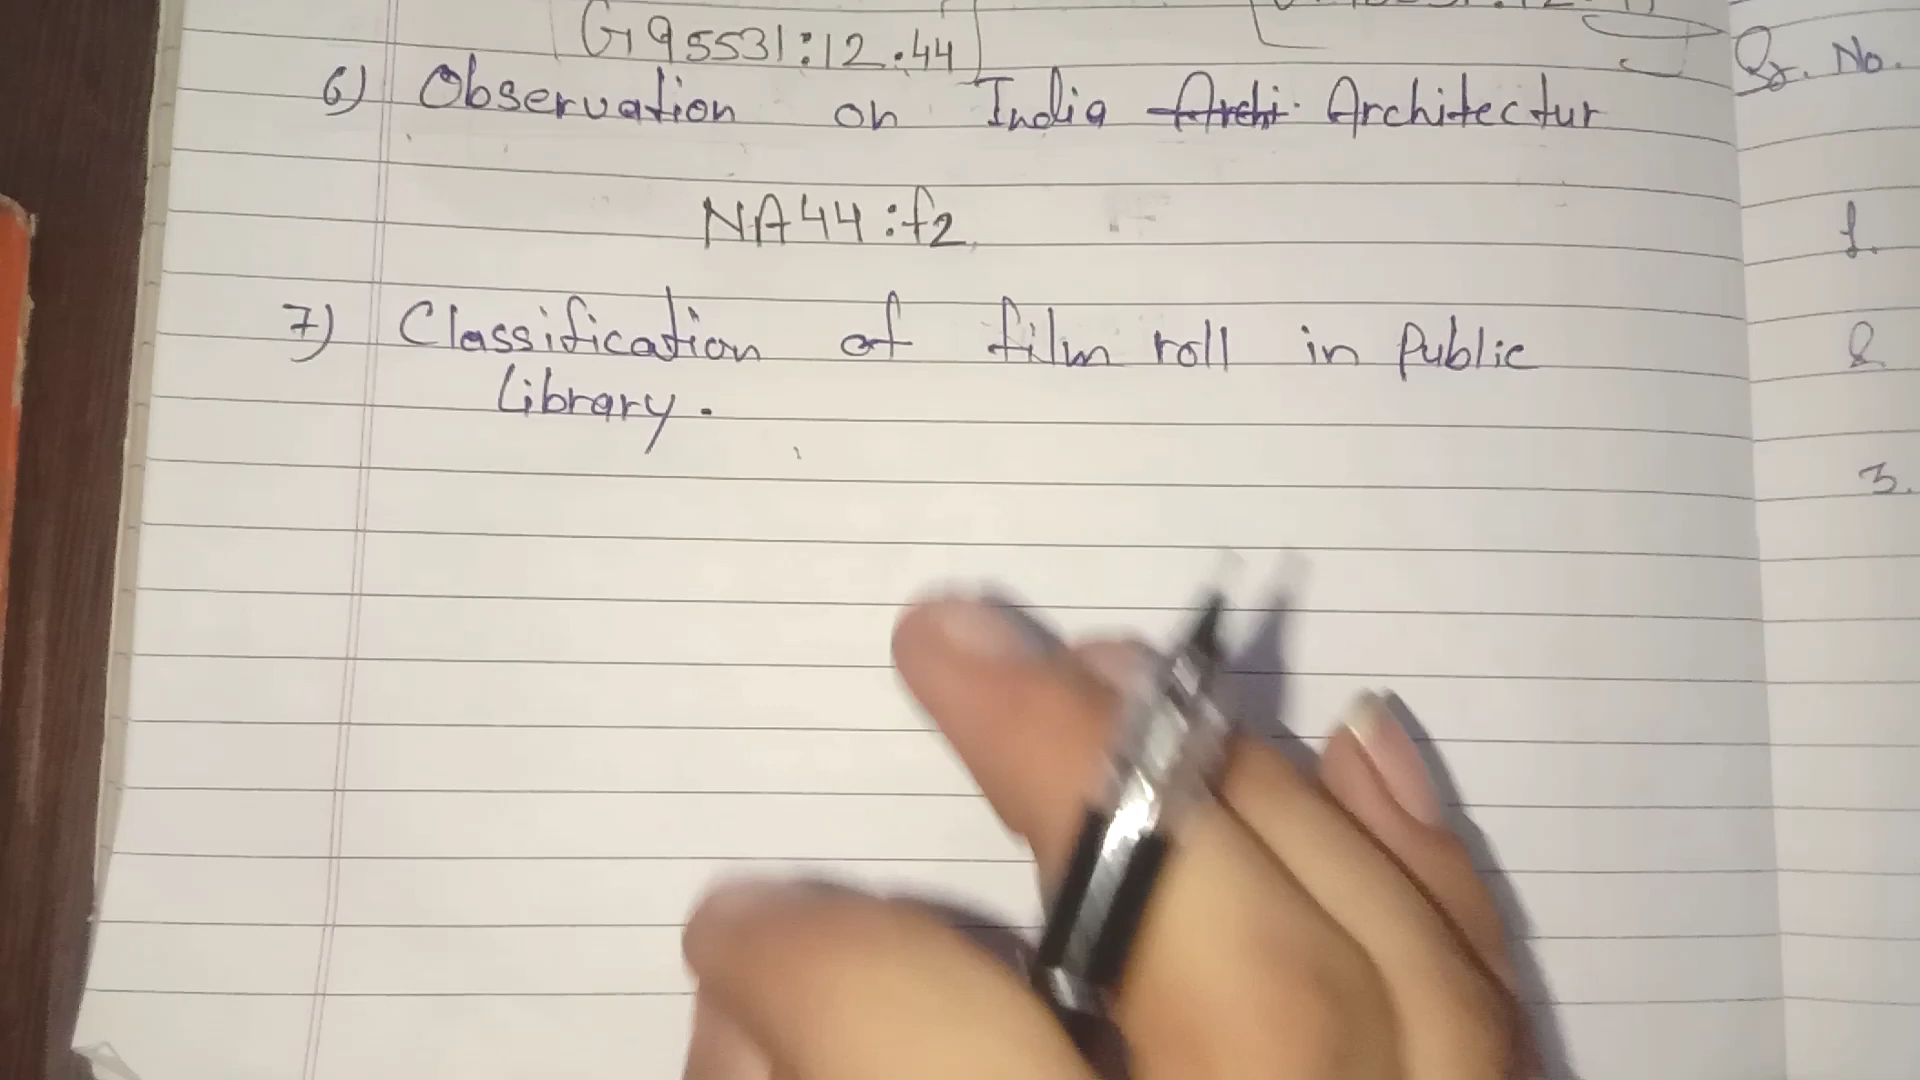 G95531:12.44
6) Observation on India Archi. Architectur
NA44:f2
7) Classification of film roll in Public
Library.
Sr. No.
1.
2
3.